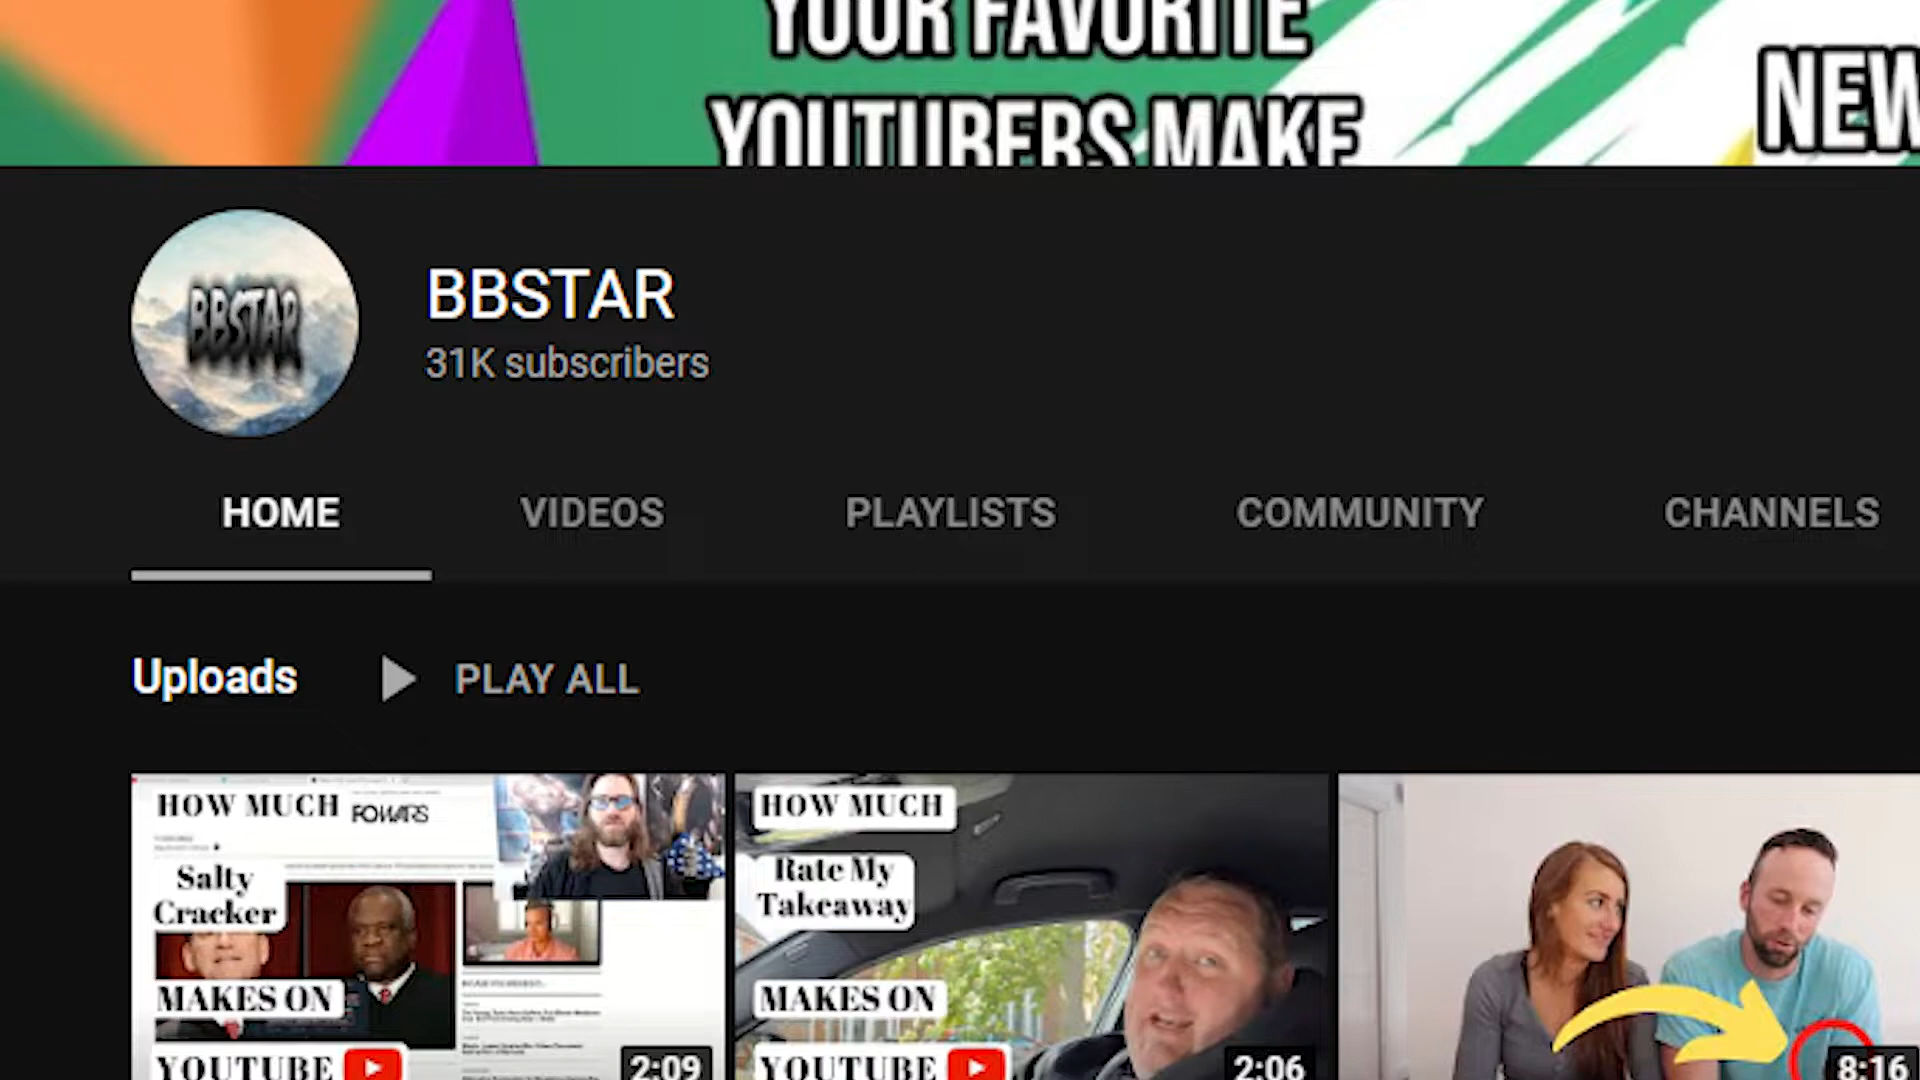 YOUR FAVORITE
YOUTUBERS MAKE
NEW
BBSTAR
BBSTAR
31K subscribers
HOME
VIDEOS
PLAYLISTS
COMMUNITY
CHANNELS
Uploads
PLAY ALL
HOW MUCH
FOWARS
Salty
Cracker
MAKES ON
YOUTUBE
2:09
HOW MUCH
Rate My
Takeaway
MAKES ON
YOUTUBE
2:06
8:16